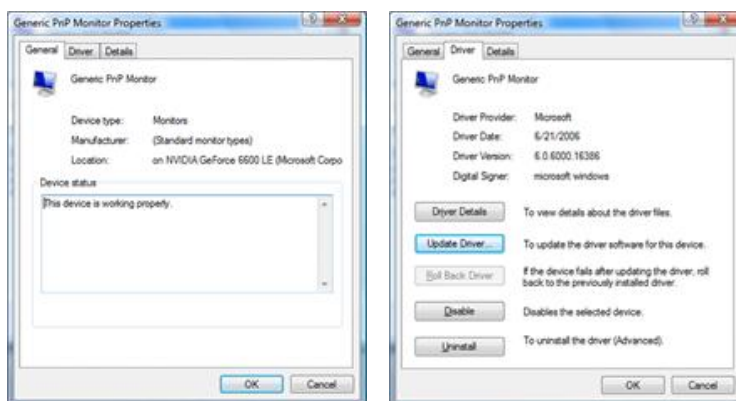 Generic PnP Monitor Properties
General Driver Details
Generic PnP Monitor
Device type: Monitors
Manufacturer: (Standard monitor types)
Location: on NVIDIA GeForce 6600 LE (Microsoft Corpo
Device status
This device is working properly.
OK Cancel
Generic PnP Monitor Properties
General Driver Details
Generic PnP Monitor
Driver Provider: Microsoft
Driver Date: 6/21/2006
Driver Version: 6.0.6000.16386
Digital Signer: microsoft windows
Driver Details To view details about the driver files.
Update Driver... To update the driver software for this device.
Roll Back Driver If the device fails after updating the driver, roll
back to the previously installed driver.
Disable Disables the selected device.
Uninstall To uninstall the driver (Advanced).
OK Cancel